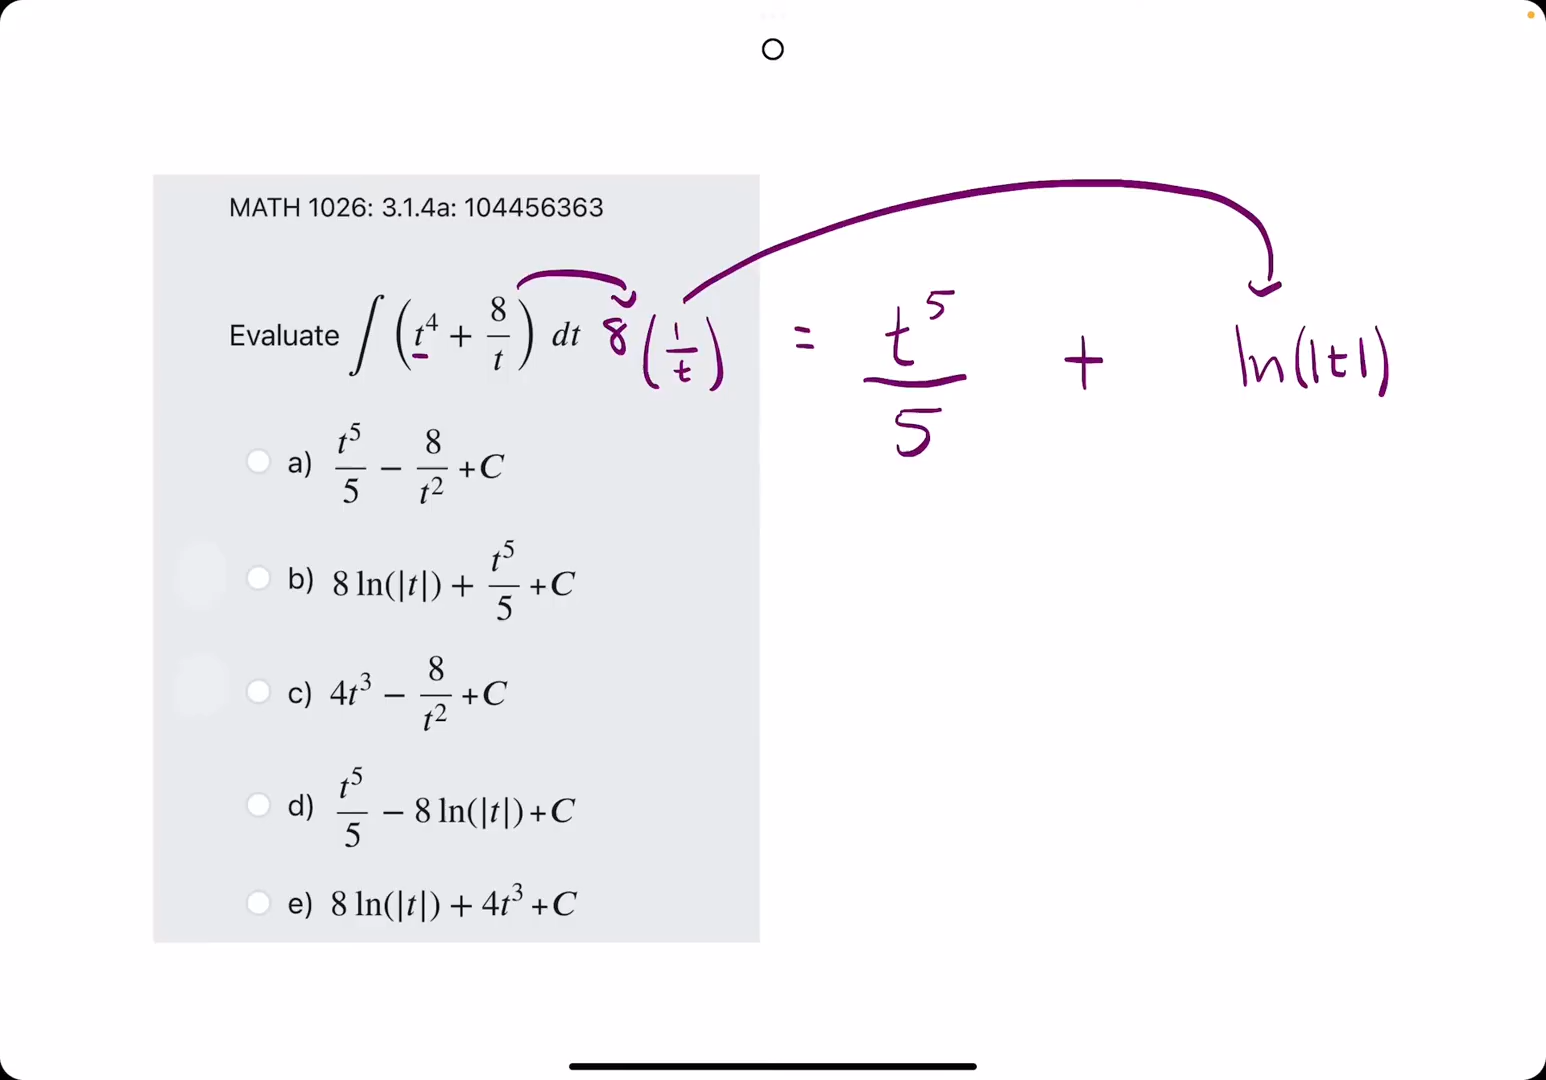 MATH 1026: 3.1.4a: 104456363
Evaluate ∫ (t⁴ + 8/t) dt 8(1/t) = t⁵/5 + ln(|t|)
a) t⁵/5 − 8/t² +C
b) 8 ln(|t|) + t⁵/5 +C
c) 4t³ − 8/t² +C
d) t⁵/5 − 8 ln(|t|)+C
e) 8 ln(|t|) + 4t³ +C